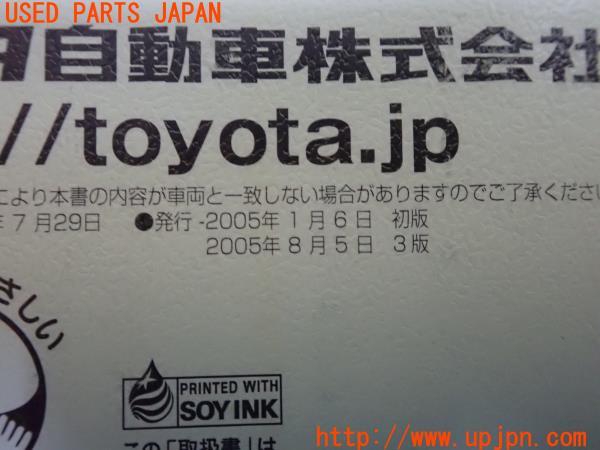 USED PARTS JAPAN
自動車株式会社
//toyota.jp
により本書の内容が車両と一致しない場合がありますのでご了承ください
年 7 月29日 ●発行 -2005年 1 月 6 日 初版
2005年 8 月 5 日 3 版
さしい
PRINTED WITH
SOY INK
この「取扱書」は
http://www.upjpn.com/